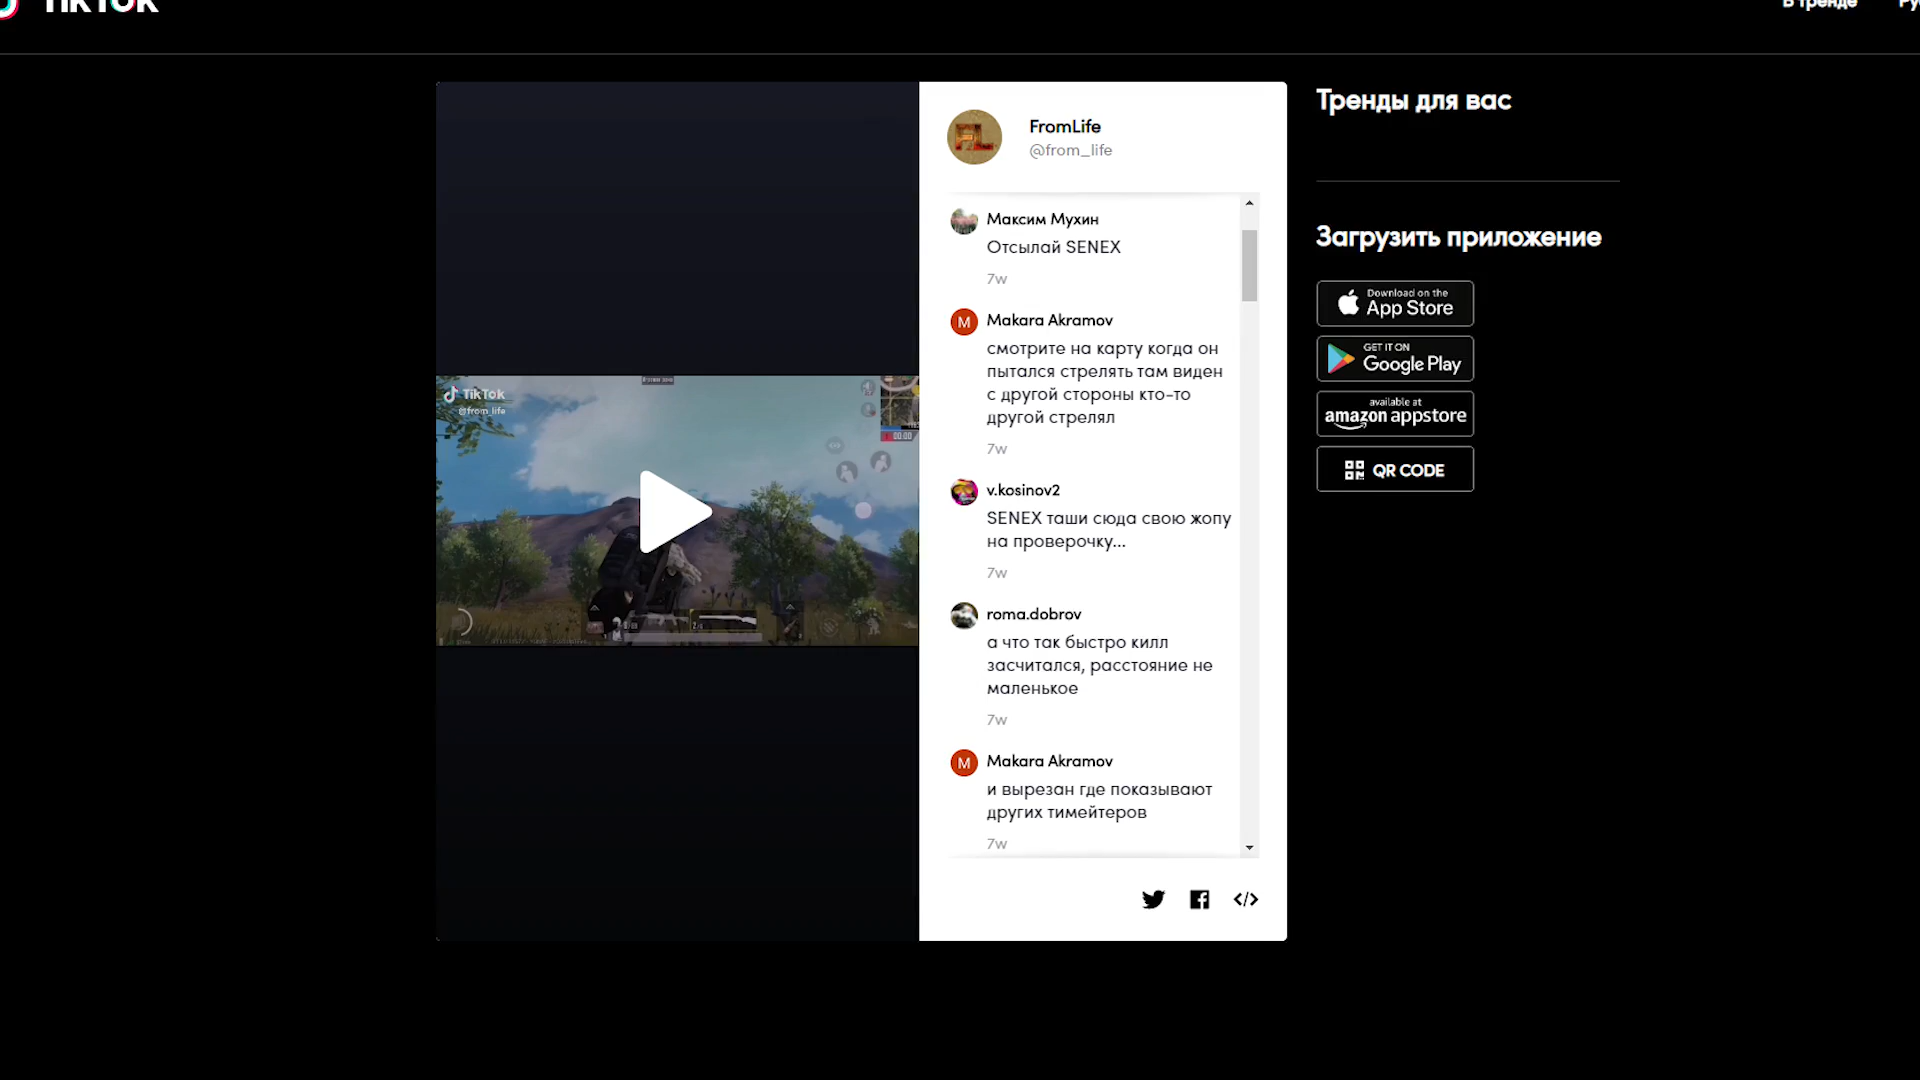 TikTok
В тренде
Тренды для вас
FromLife
@from_life
Максим Мухин
Отсылай SENEX
7w
Makara Akramov
смотрите на карту когда он
пытался стрелять там виден
с другой стороны кто-то
другой стрелял
7w
v.kosinov2
SENEX таши сюда свою жопу
на проверочку...
7w
roma.dobrov
а что так быстро килл
засчитался, расстояние не
маленькое
7w
Makara Akramov
и вырезан где показывают
других тимейтеров
7w
TikTok
@from_life
00:00
Загрузить приложение
Download on the
App Store
GET IT ON
Google Play
available at
amazon appstore
QR CODE